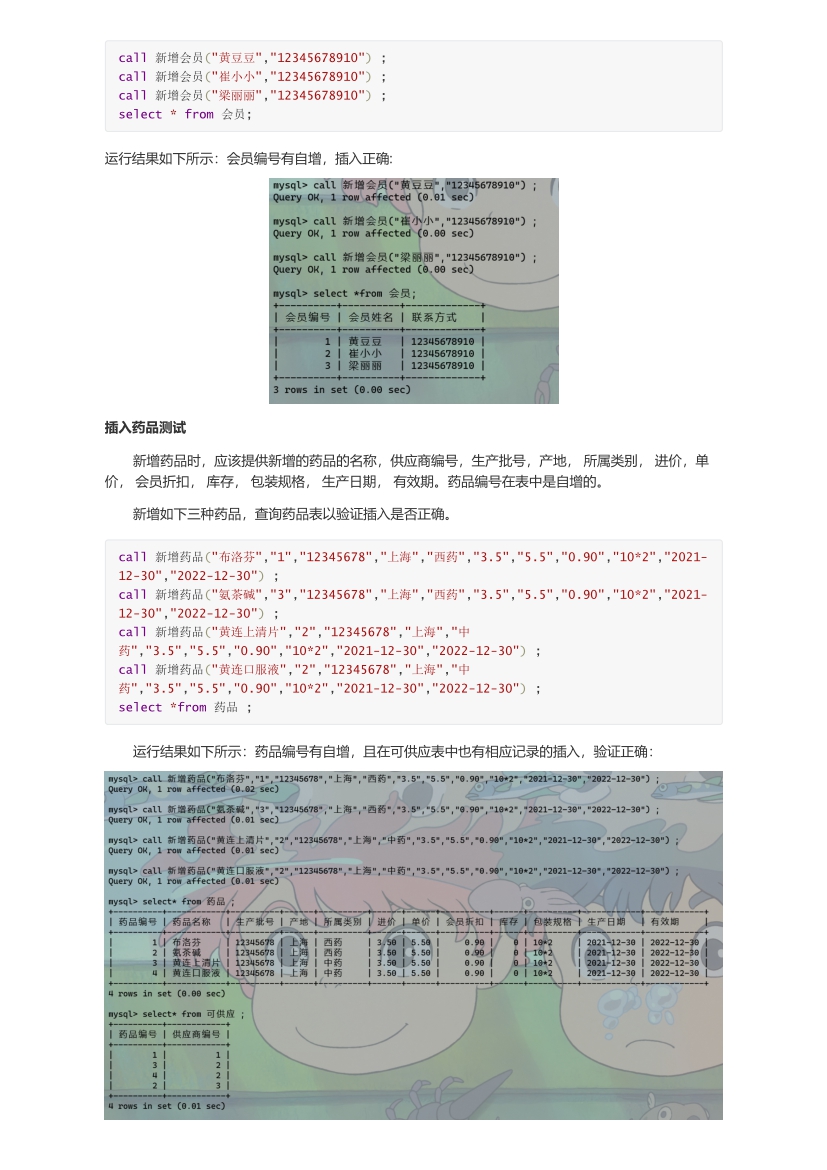 call 新增会员("黄豆豆","12345678910") ;
call 新增会员("崔小小","12345678910") ;
call 新增会员("梁丽丽","12345678910") ;
select * from 会员;
运行结果如下所示：会员编号有自增，插入正确:
mysql> call 新增会员("黄豆豆","12345678910") ;
Query OK, 1 row affected (0.01 sec)
mysql> call 新增会员("崔小小","12345678910") ;
Query OK, 1 row affected (0.00 sec)
mysql> call 新增会员("梁丽丽","12345678910") ;
Query OK, 1 row affected (0.00 sec)
mysql> select *from 会员;
+----------+----------+-------------+
| 会员编号 | 会员姓名 | 联系方式 |
+----------+----------+-------------+
| 1 | 黄豆豆 | 12345678910 |
| 2 | 崔小小 | 12345678910 |
| 3 | 梁丽丽 | 12345678910 |
+----------+----------+-------------+
3 rows in set (0.00 sec)
插入药品测试
新增药品时，应该提供新增的药品的名称，供应商编号，生产批号，产地， 所属类别， 进价，单
价， 会员折扣， 库存， 包装规格， 生产日期， 有效期。药品编号在表中是自增的。
新增如下三种药品，查询药品表以验证插入是否正确。
call 新增药品("布洛芬","1","12345678","上海","西药","3.5","5.5","0.90","10*2","2021-
12-30","2022-12-30") ;
call 新增药品("氨茶碱","3","12345678","上海","西药","3.5","5.5","0.90","10*2","2021-
12-30","2022-12-30") ;
call 新增药品("黄连上清片","2","12345678","上海","中
药","3.5","5.5","0.90","10*2","2021-12-30","2022-12-30") ;
call 新增药品("黄连口服液","2","12345678","上海","中
药","3.5","5.5","0.90","10*2","2021-12-30","2022-12-30") ;
select *from 药品 ;
运行结果如下所示：药品编号有自增，且在可供应表中也有相应记录的插入，验证正确：
mysql> call 新增药品("布洛芬","1","12345678","上海","西药","3.5","5.5","0.90","10*2","2021-12-30","2022-12-30") ;
Query OK, 1 row affected (0.02 sec)
mysql> call 新增药品("氨茶碱","3","12345678","上海","西药","3.5","5.5","0.90","10*2","2021-12-30","2022-12-30") ;
Query OK, 1 row affected (0.01 sec)
mysql> call 新增药品("黄连上清片","2","12345678","上海","中药","3.5","5.5","0.90","10*2","2021-12-30","2022-12-30") ;
Query OK, 1 row affected (0.01 sec)
mysql> call 新增药品("黄连口服液","2","12345678","上海","中药","3.5","5.5","0.90","10*2","2021-12-30","2022-12-30") ;
Query OK, 1 row affected (0.01 sec)
mysql> select* from 药品 ;
+----------+------------+----------+------+----------+------+------+----------+------+----------+------------+------------+
| 药品编号 | 药品名称 | 生产批号 | 产地 | 所属类别 | 进价 | 单价 | 会员折扣 | 库存 | 包装规格 | 生产日期 | 有效期 |
+----------+------------+----------+------+----------+------+------+----------+------+----------+------------+------------+
| 1 | 布洛芬 | 12345678 | 上海 | 西药 | 3.50 | 5.50 | 0.90 | 0 | 10*2 | 2021-12-30 | 2022-12-30 |
| 2 | 氨茶碱 | 12345678 | 上海 | 西药 | 3.50 | 5.50 | 0.90 | 0 | 10*2 | 2021-12-30 | 2022-12-30 |
| 3 | 黄连上清片 | 12345678 | 上海 | 中药 | 3.50 | 5.50 | 0.90 | 0 | 10*2 | 2021-12-30 | 2022-12-30 |
| 4 | 黄连口服液 | 12345678 | 上海 | 中药 | 3.50 | 5.50 | 0.90 | 0 | 10*2 | 2021-12-30 | 2022-12-30 |
+----------+------------+----------+------+----------+------+------+----------+------+----------+------------+------------+
4 rows in set (0.00 sec)
mysql> select* from 可供应 ;
+----------+------------+
| 药品编号 | 供应商编号 |
+----------+------------+
| 1 | 1 |
| 3 | 2 |
| 4 | 2 |
| 2 | 3 |
+----------+------------+
4 rows in set (0.01 sec)